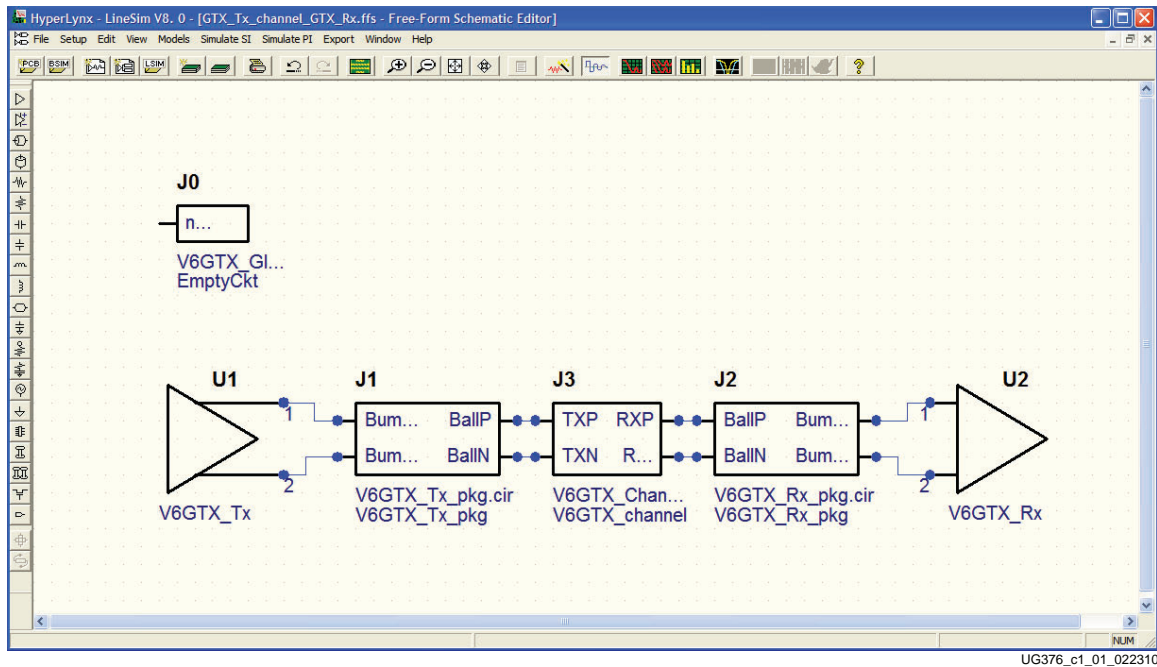 HyperLynx - LineSim V8. 0 - [GTX_Tx_channel_GTX_Rx.ffs - Free-Form Schematic Editor]
File Setup Edit View Models Simulate SI Simulate PI Export Window Help
PCB BSIM LSIM
J0
n...
V6GTX_Gl...
EmptyCkt
U1 J1 J3 J2 U2
1 Bum... BallP TXP RXP BallP Bum... 1
2 Bum... BallN TXN R... BallN Bum... 2
V6GTX_Tx V6GTX_Tx_pkg.cir V6GTX_Chan... V6GTX_Rx_pkg.cir V6GTX_Rx
V6GTX_Tx_pkg V6GTX_channel V6GTX_Rx_pkg
NUM
UG376_c1_01_022310